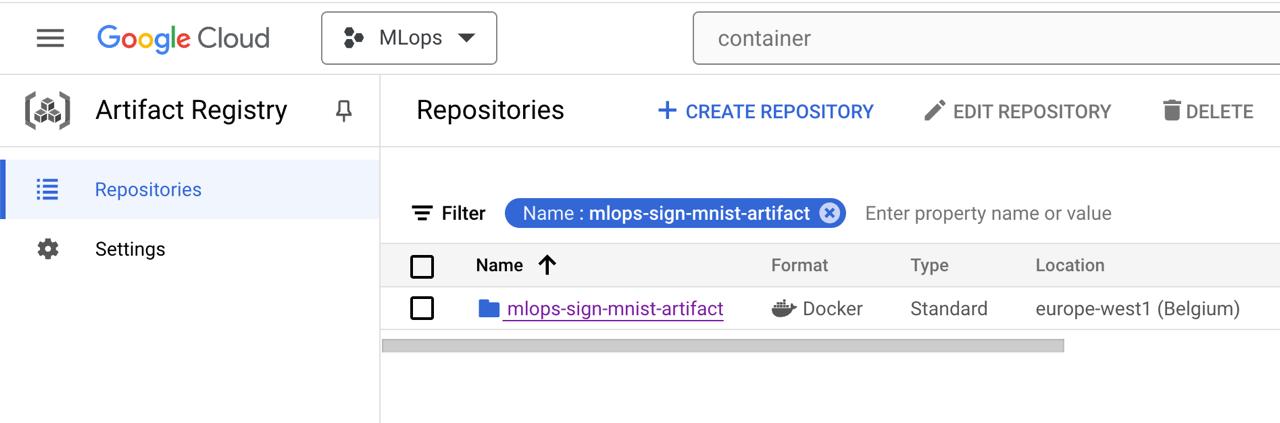 Google Cloud MLops container
Artifact Registry
Repositories + CREATE REPOSITORY EDIT REPOSITORY DELETE
Repositories
Settings
Filter Name : mlops-sign-mnist-artifact Enter property name or value
Name Format Type Location
mlops-sign-mnist-artifact Docker Standard europe-west1 (Belgium)